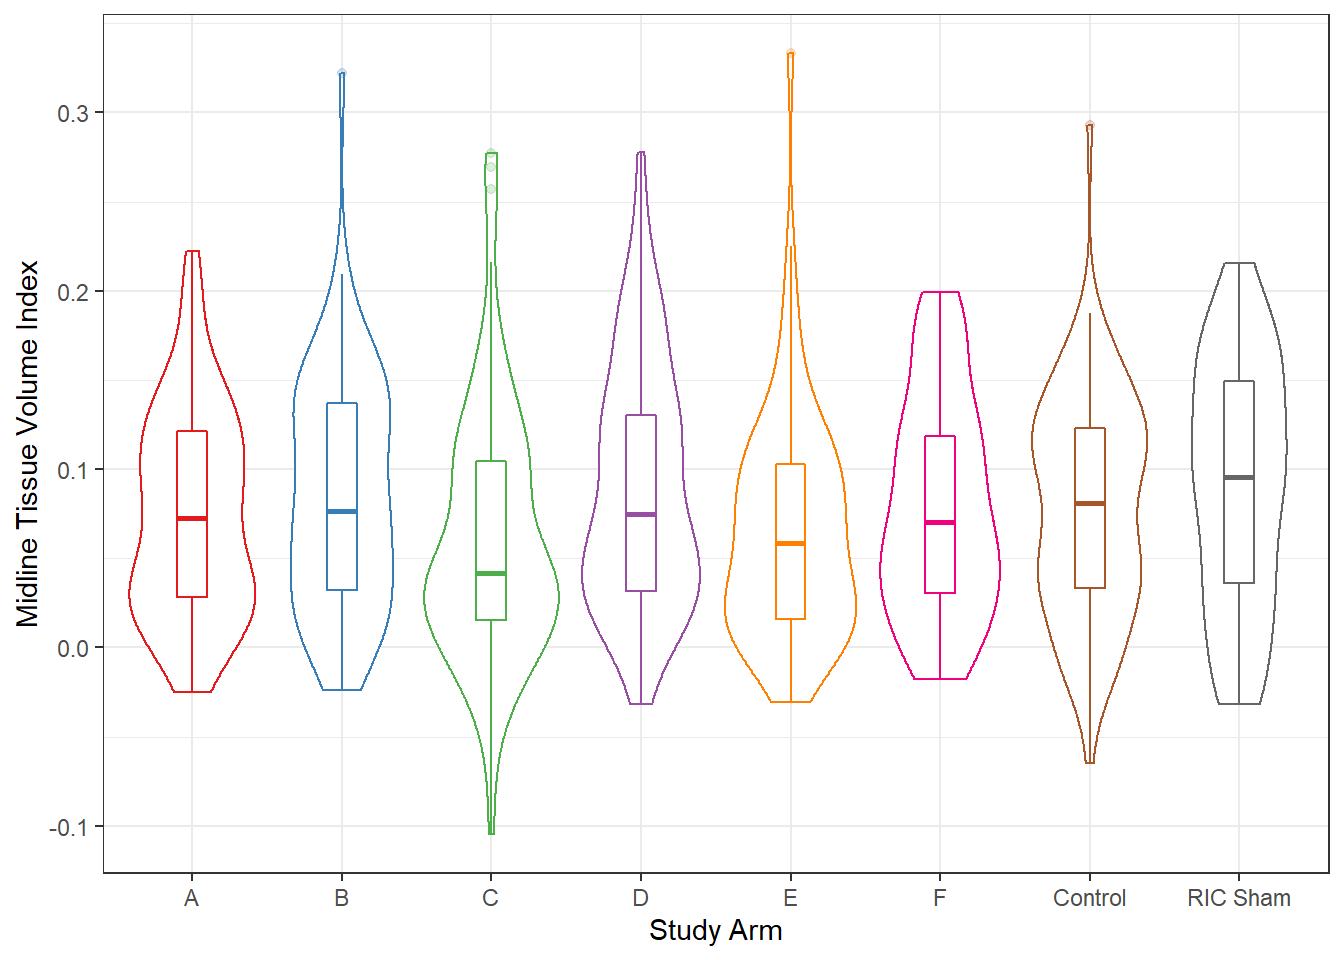 Midline Tissue Volume Index
0.3
0.2
0.1
0.0
-0.1
A B C D E F Control RIC Sham
Study Arm